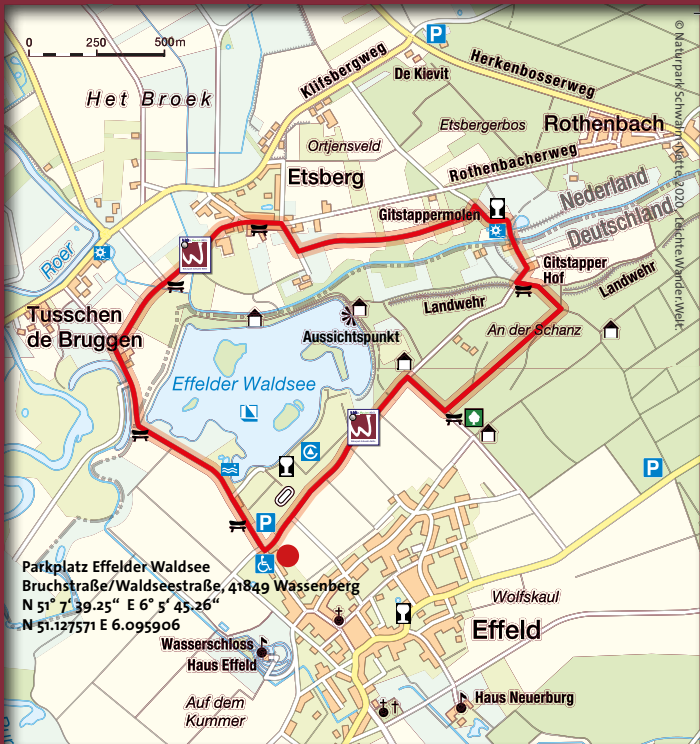 0 250 500m
P
Klifsbergweg
De Kievit
Herkenbosserweg
Het Broek
Etsbergerbos
Rothenbach
Ortjensveld
Rothenbacherweg
Etsberg
Nederland
Gitstappermolen
Deutschland
Roer
Gitstapper
Hof
Landwehr
Landwehr
Tusschen
de Bruggen
Aussichtspunkt
An der Schanz
Effelder Waldsee
P
P
Parkplatz Effelder Waldsee
Bruchstraße/Waldseestraße, 41849 Wassenberg
N 51° 7‘ 39.25“ E 6° 5‘ 45.26“
N 51.127571 E 6.095906
Wolfskaul
Effeld
Wasserschloss
Haus Effeld
Haus Neuerburg
Auf dem
Kummer
© Naturpark Schwalm-Nette, 2020, Leichte.Wander.Welt.